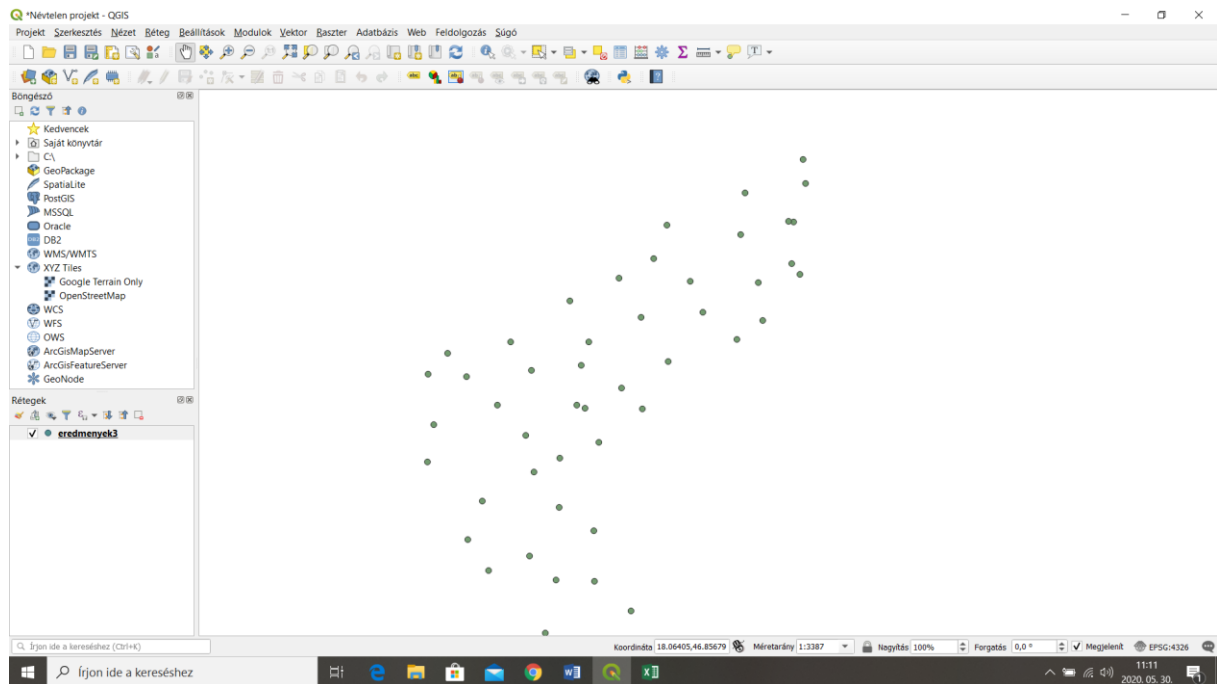 *Névtelen projekt - QGIS
Projekt Szerkesztés Nézet Réteg Beállítások Modulok Vektor Raszter Adatbázis Web Feldolgozás Súgó
Böngésző
Kedvencek
Saját könyvtár
C:\
GeoPackage
SpatiaLite
PostGIS
MSSQL
Oracle
DB2
WMS/WMTS
XYZ Tiles
Google Terrain Only
OpenStreetMap
WCS
WFS
OWS
ArcGisMapServer
ArcGisFeatureServer
GeoNode
Rétegek
eredmenyek3
Írjon ide a kereséshez (Ctrl+K)
Koordináta 18.06405,46.85679 Méretarány 1:3387 Nagyítás 100% Forgatás 0,0 ° Megjelenít EPSG:4326
Írjon ide a kereséshez
11:11
2020. 05. 30.